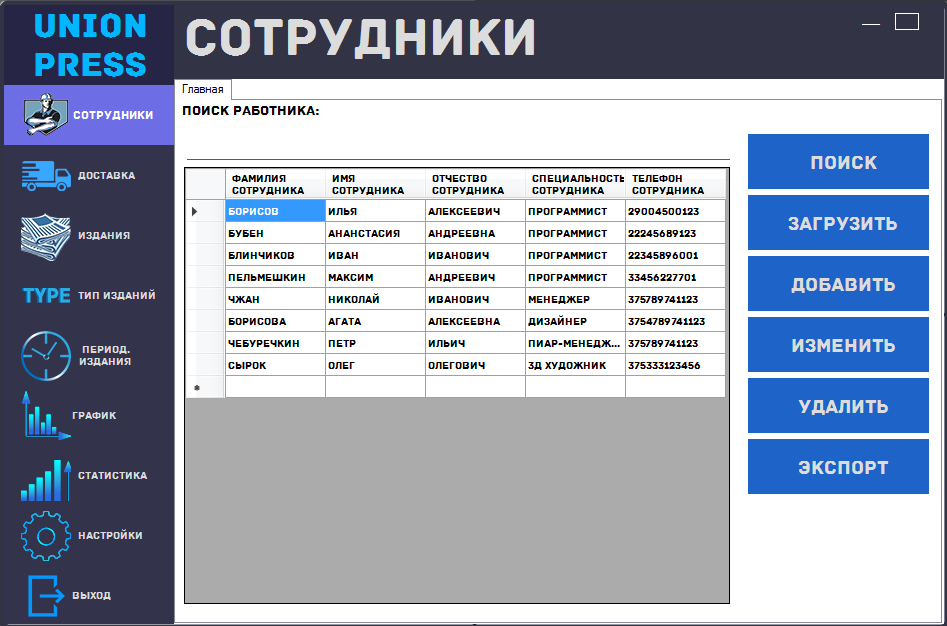 UNION
PRESS
СОТРУДНИКИ
СОТРУДНИКИ
ДОСТАВКА
ИЗДАНИЯ
TYPE ТИП ИЗДАНИЙ
ПЕРИОД.
ИЗДАНИЯ
ГРАФИК
СТАТИСТИКА
НАСТРОЙКИ
ВЫХОД
Главная
ПОИСК РАБОТНИКА:
ФАМИЛИЯ СОТРУДНИКА ИМЯ СОТРУДНИКА ОТЧЕСТВО СОТРУДНИКА СПЕЦИАЛЬНОСТЬ СОТРУДНИКА ТЕЛЕФОН СОТРУДНИКА
БОРИСОВ ИЛЬЯ АЛЕКСЕЕВИЧ ПРОГРАММИСТ 29004500123
БУБЕН АНАНСТАСИЯ АНДРЕЕВНА ПРОГРАММИСТ 22245689123
БЛИНЧИКОВ ИВАН ИВАНОВИЧ ПРОГРАММИСТ 22345896001
ПЕЛЬМЕШКИН МАКСИМ АНДРЕЕВИЧ ПРОГРАММИСТ 33456227701
ЧЖАН НИКОЛАЙ ИВАНОВИЧ МЕНЕДЖЕР 375789741123
БОРИСОВА АГАТА АЛЕКСЕЕВНА ДИЗАЙНЕР 3754789741123
ЧЕБУРЕЧКИН ПЕТР ИЛЬИЧ ПИАР-МЕНЕДЖ... 375789741123
СЫРОК ОЛЕГ ОЛЕГОВИЧ 3Д ХУДОЖНИК 375333123456
ПОИСК
ЗАГРУЗИТЬ
ДОБАВИТЬ
ИЗМЕНИТЬ
УДАЛИТЬ
ЭКСПОРТ